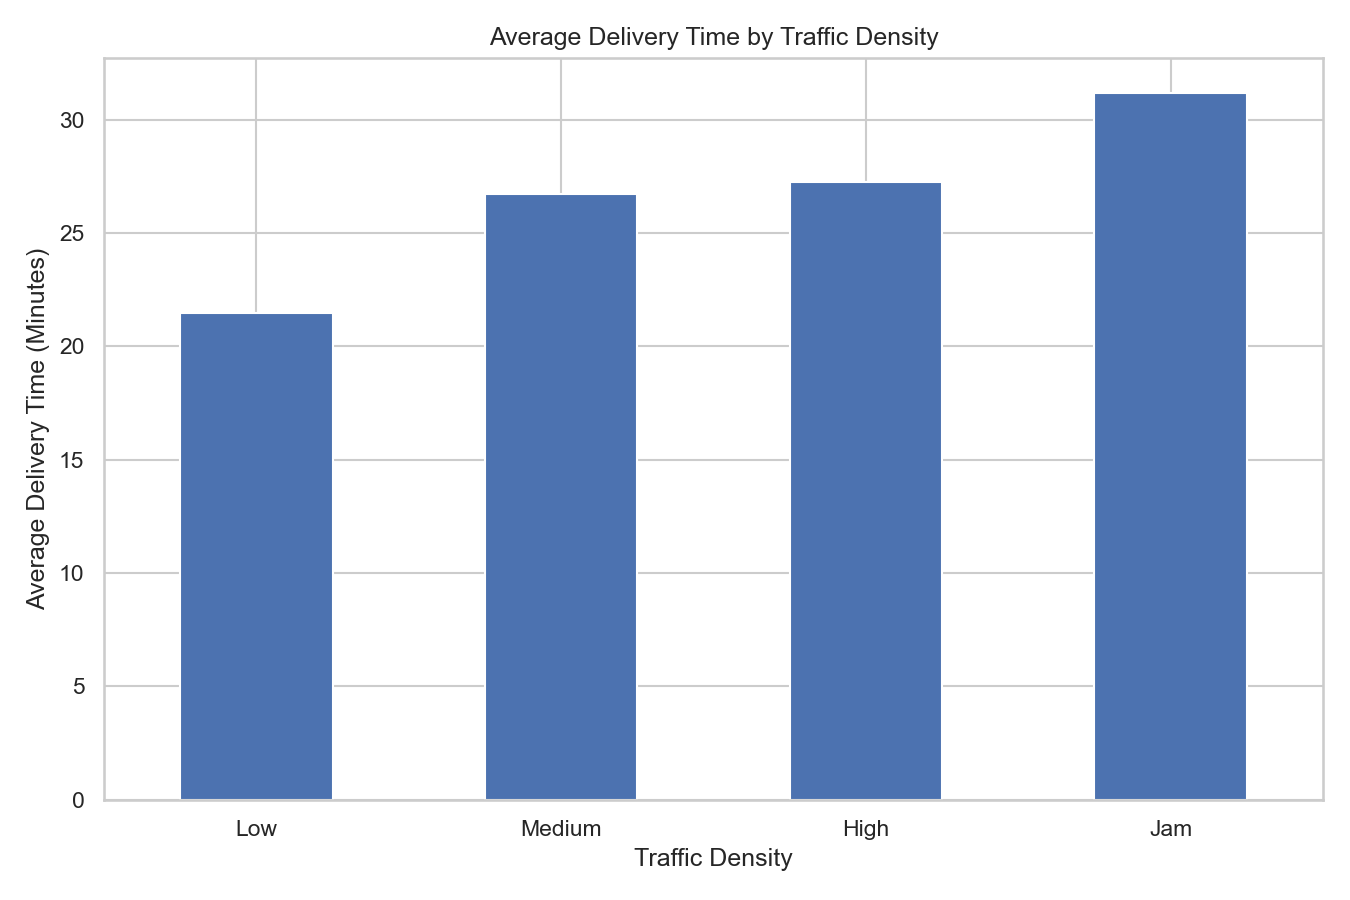 Average Delivery Time by Traffic Density
Average Delivery Time (Minutes)
30
25
20
15
10
5
0
Low
Medium
High
Jam
Traffic Density